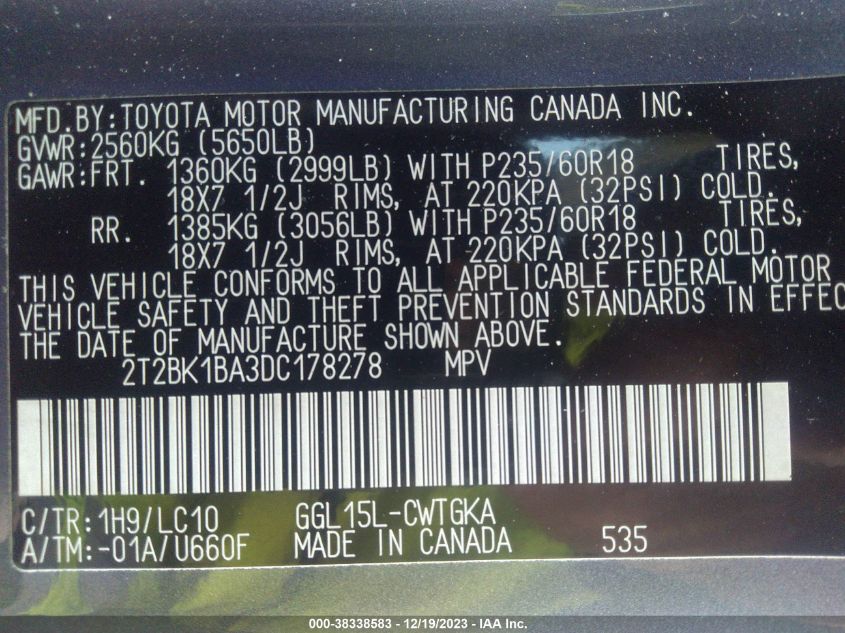 MFD.BY:TOYOTA MOTOR MANUFACTURING CANADA INC.
GVWR:2560KG (5650LB)
GAWR:FRT. 1360KG (2999LB) WITH P235/60R18 TIRES,
18X7 1/2J RIMS, AT 220KPA (32PSI) COLD.
RR. 1385KG (3056LB) WITH P235/60R18 TIRES,
18X7 1/2J RIMS, AT 220KPA (32PSI) COLD.
THIS VEHICLE CONFORMS TO ALL APPLICABLE FEDERAL MOTOR
VEHICLE SAFETY AND THEFT PREVENTION STANDARDS IN EFFEC
THE DATE OF MANUFACTURE SHOWN ABOVE.
2T2BK1BA3DC178278 MPV
C/TR:1H9/LC10 GGL15L-CWTGKA
A/TM:-01A/U660F MADE IN CANADA 535
000-38338583 - 12/19/2023 - IAA Inc.